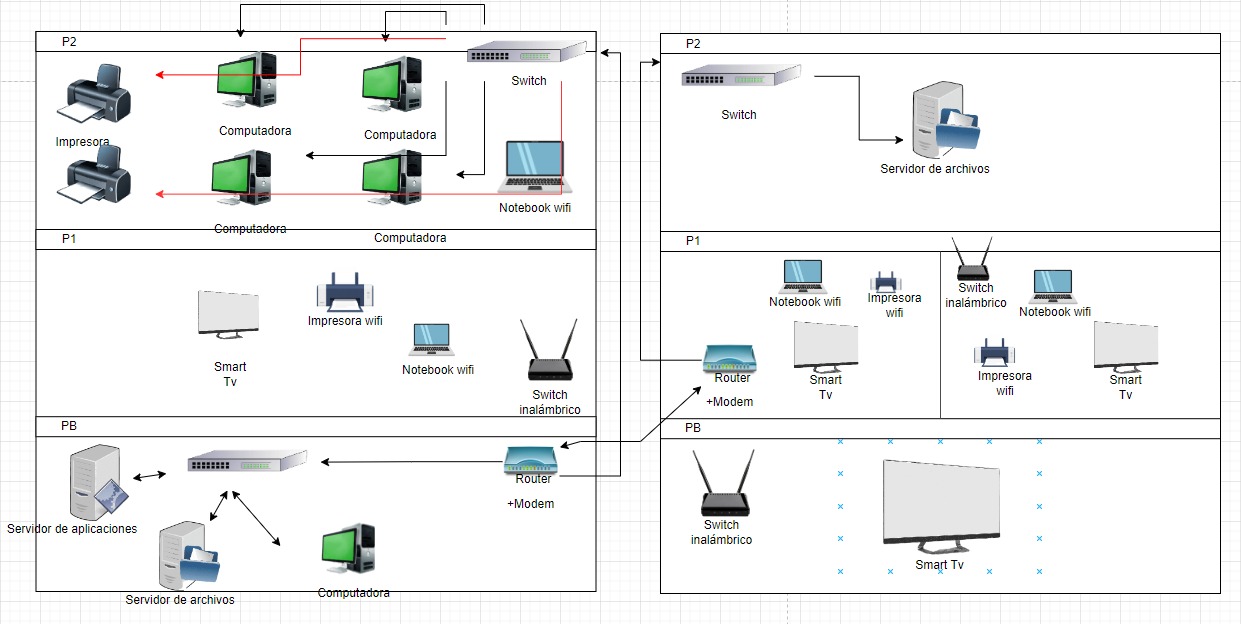 P2
Switch
Computadora
Computadora
Impresora
Notebook wifi
Computadora
Computadora
P1
Impresora wifi
Smart
Tv
Notebook wifi
Switch
inalámbrico
PB
Router
+Modem
Servidor de aplicaciones
Servidor de archivos
Computadora
P2
Switch
Servidor de archivos
P1
Notebook wifi
Impresora
wifi
Router
+Modem
Smart
Tv
Switch
inalámbrico
Notebook wifi
Impresora
wifi
Smart
Tv
PB
Switch
inalámbrico
Smart Tv